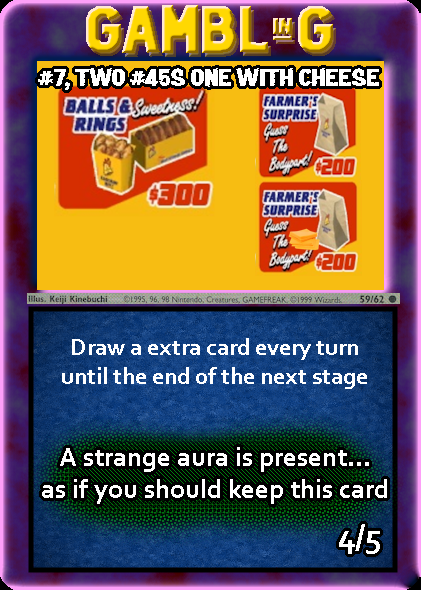 GAMBL IN G
#7, TWO #45S ONE WITH CHEESE
BALLS & Sweetness!
RINGS
$300
FARMER'S
SURPRISE
Guess
The
Bodypart!
$200
FARMER'S
SURPRISE
Guess
The
Bodypart!
$200
Illus. Keiji Kinebuchi ©1995, 96, 98 Nintendo, Creatures, GAMEFREAK. ©1999 Wizards. 59/62
Draw a extra card every turn
until the end of the next stage
A strange aura is present...
as if you should keep this card
4/5